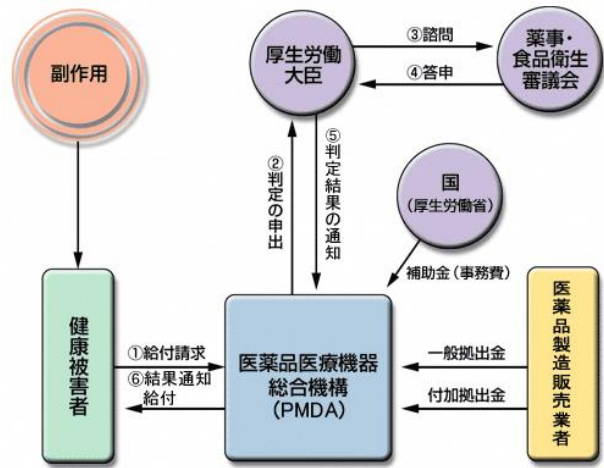 副作用
厚生労働
大臣
③諮問
④答申
薬事・
食品衛生
審議会
②判定の申出
⑤判定結果の通知
国
(厚生労働省)
補助金(事務費)
健康被害者
①給付請求
⑥結果通知
給付
医薬品医療機器
総合機構
(PMDA)
一般拠出金
付加拠出金
医薬品製造販売業者